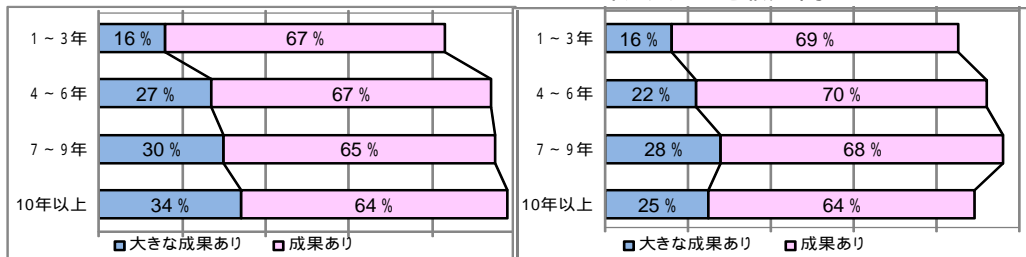 1～3年 16% 67%
4～6年 27% 67%
7～9年 30% 65%
10年以上 34% 64%
大きな成果あり 成果あり
1～3年 16% 69%
4～6年 22% 70%
7～9年 28% 68%
10年以上 25% 64%
大きな成果あり 成果あり